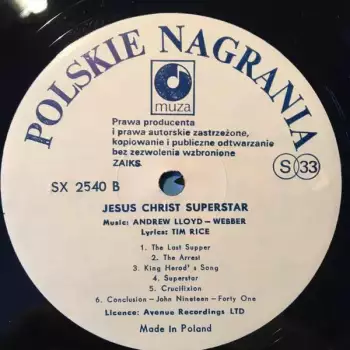 POLSKIE NAGRANIA
muza
Prawa producenta
i prawa autorskie zastrzeżone,
kopiowanie i publiczne odtwarzanie
bez zezwolenia wzbronione
ZAIKS.
S 33
SX 2540 B
JESUS CHRIST SUPERSTAR
Music: ANDREW LLOYD – WEBBER
Lyrics: TIM RICE
1. The Last Supper
2. The Arrest
3. King Herod's Song
4. Superstar
5. Crucifixion
6. Conclusion – John Nineteen – Forty One
Licence: Avenue Recordings LTD
Made in Poland